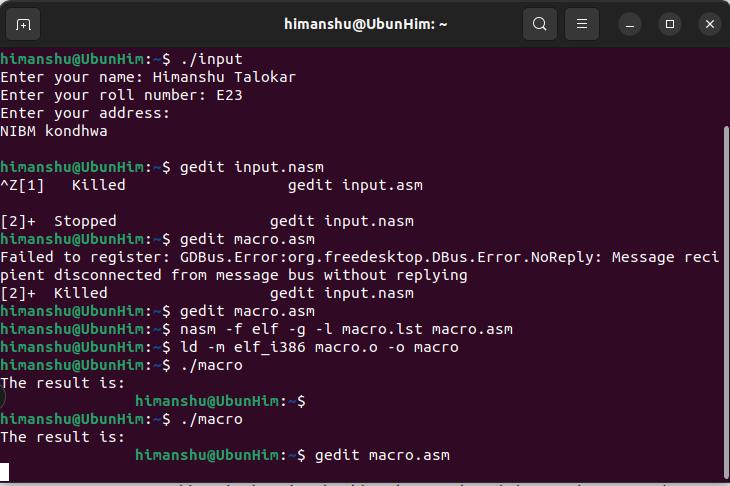 himanshu@UbunHim: ~
himanshu@UbunHim:~$ ./input
Enter your name: Himanshu Talokar
Enter your roll number: E23
Enter your address:
NIBM kondhwa
himanshu@UbunHim:~$ gedit input.nasm
^Z[1]   Killed                  gedit input.asm
[2]+  Stopped                 gedit input.nasm
himanshu@UbunHim:~$ gedit macro.asm
Failed to register: GDBus.Error:org.freedesktop.DBus.Error.NoReply: Message reci
pient disconnected from message bus without replying
[2]+  Killed                  gedit input.nasm
himanshu@UbunHim:~$ gedit macro.asm
himanshu@UbunHim:~$ nasm -f elf -g -l macro.lst macro.asm
himanshu@UbunHim:~$ ld -m elf_i386 macro.o -o macro
himanshu@UbunHim:~$ ./macro
The result is:
himanshu@UbunHim:~$
himanshu@UbunHim:~$ ./macro
The result is:
himanshu@UbunHim:~$ gedit macro.asm